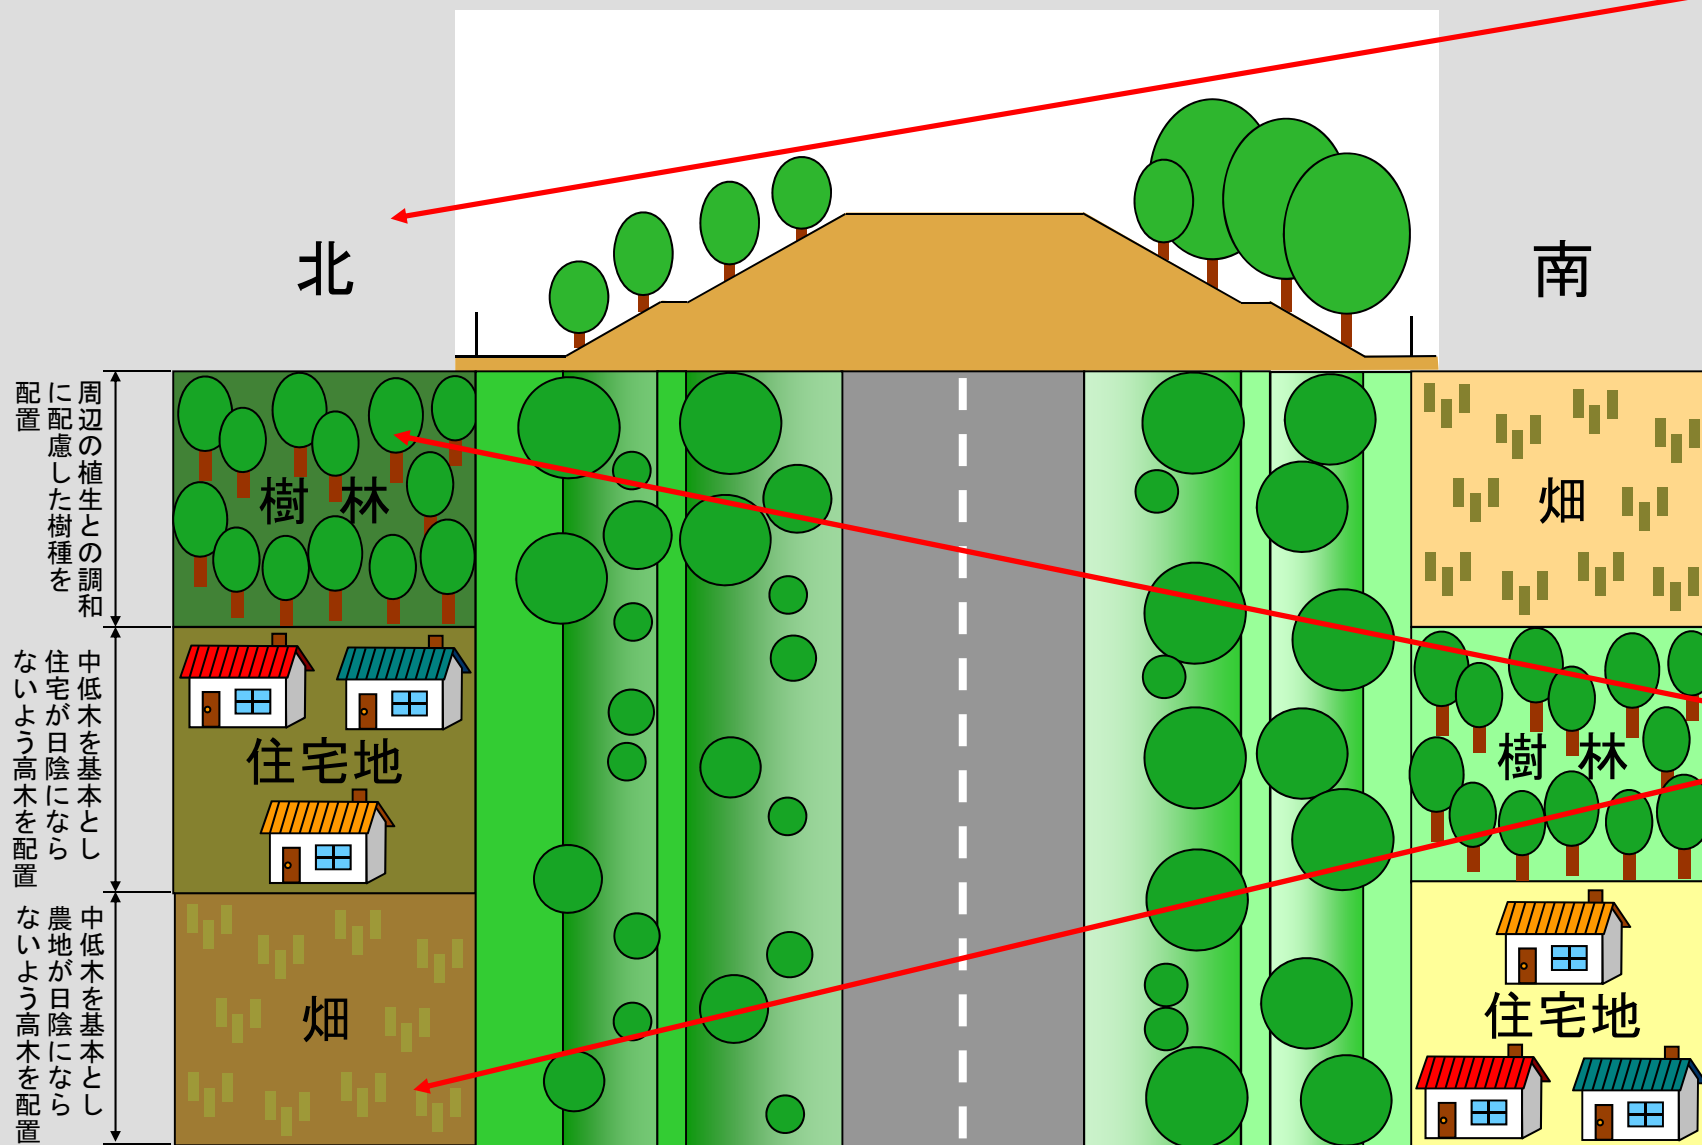 北
南
周辺の植生との調和
に配慮した樹種を
配置
樹 林
畑
中低木を基本とし
住宅が日陰になら
ないよう高木を配置
住宅地
樹 林
中低木を基本とし
農地が日陰になら
ないよう高木を配置
畑
住宅地